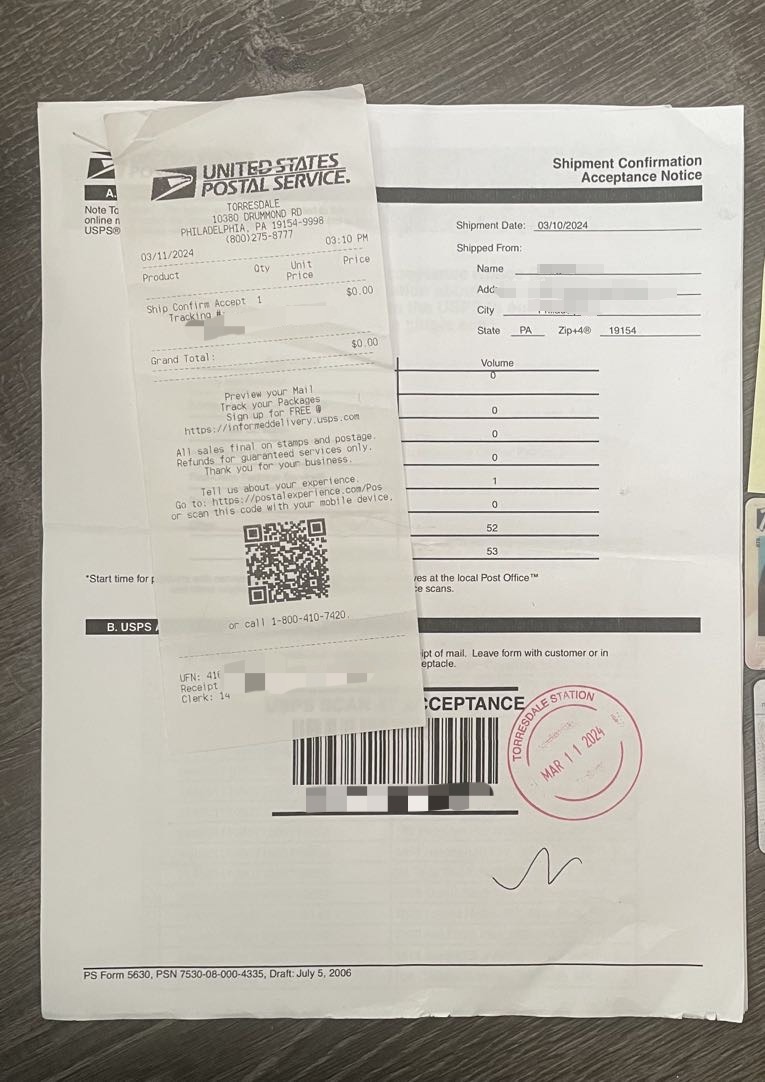 UNITED STATES
POSTAL SERVICE.
TORRESDALE
10380 DRUMMOND RD
PHILADELPHIA, PA 19154-9998
(800)275-8777
03/11/2024 03:10 PM
Product Qty Unit Price
Price
Ship Confirm Accept 1 $0.00
Tracking #:
Grand Total: $0.00
Preview your Mail
Track your Packages
Sign up for FREE @
https://informeddelivery.usps.com
All sales final on stamps and postage.
Refunds for guaranteed services only.
Thank you for your business.
Tell us about your experience.
Go to: https://postalexperience.com/Pos
or scan this code with your mobile device,
or call 1-800-410-7420.
UFN: 416
Receipt
Clerk: 14
Shipment Confirmation
Acceptance Notice
A.
Note To
online
USPS®
Shipment Date: 03/10/2024
Shipped From:
Name
City
State PA Zip+4® 19154
Volume
0
0
0
0
1
0
52
53
*Start time for
at the local Post Office™
scans.
B. USPS
of mail. Leave form with customer or in
CCEPTANCE
TORRESDALE STATION
MAR 11 2024
PS Form 5630, PSN 7530-08-000-4335, Draft: July 5, 2006